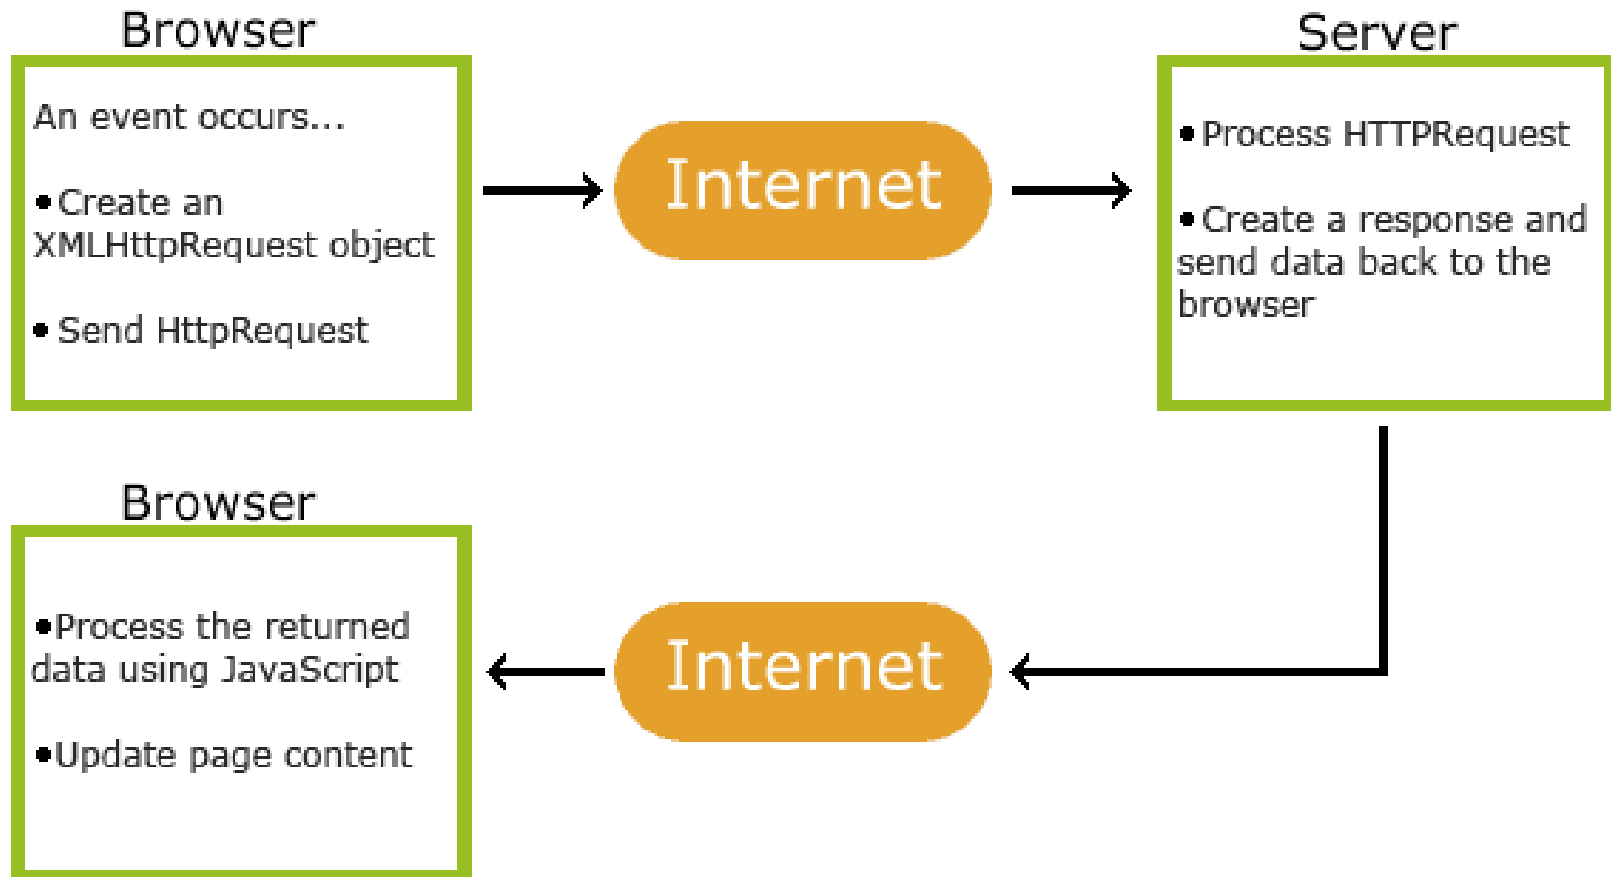 Browser
An event occurs...
•Create an
XMLHttpRequest object
• Send HttpRequest
Internet
Server
•Process HTTPRequest
•Create a response and
send data back to the
browser
Browser
•Process the returned
data using JavaScript
•Update page content
Internet